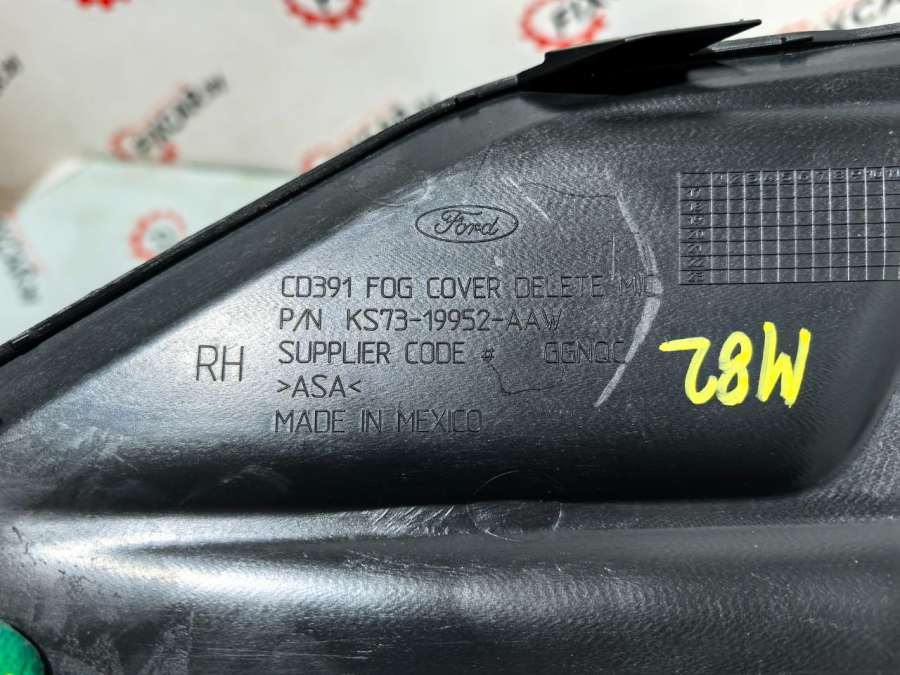 Ford
CD391 FOG COVER DELETE MIC
P/N KS73-19952-AAW
SUPPLIER CODE # GGNQC
>ASA<
MADE IN MEXICO
RH
M82